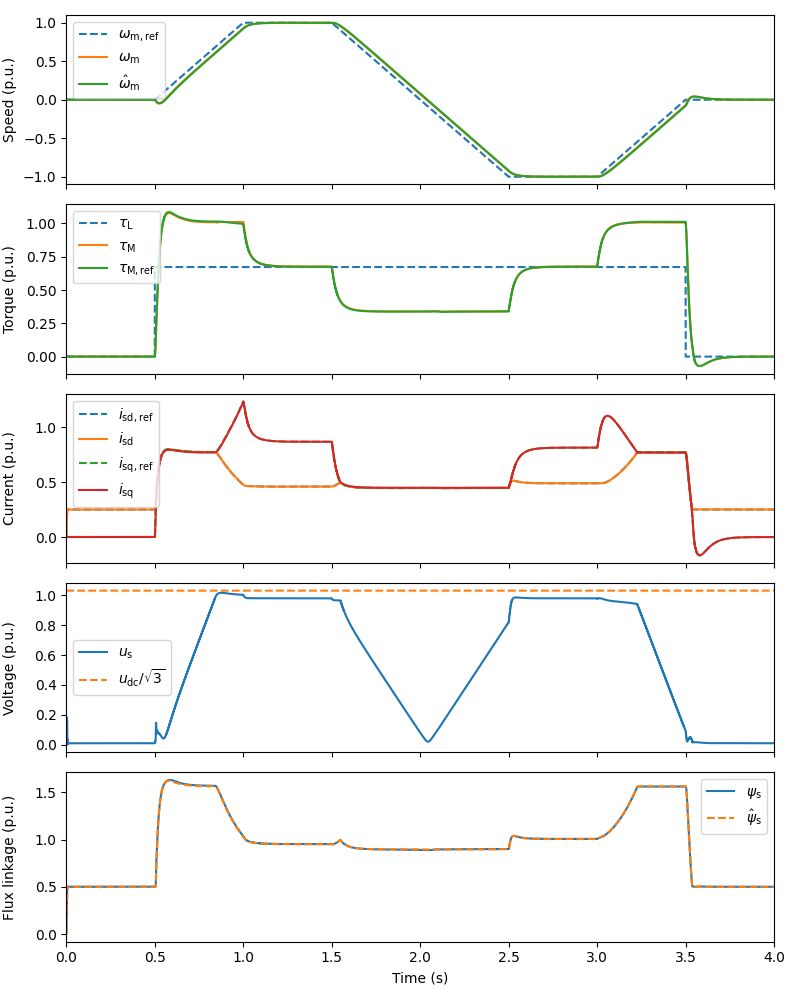 1.0
0.5
0.0
−0.5
−1.0
Speed (p.u.)
ω_m,ref
ω_m
ω̂_m
1.00
0.75
0.50
0.25
0.00
Torque (p.u.)
τ_L
τ_M
τ_M,ref
1.0
0.5
0.0
Current (p.u.)
i_sd,ref
i_sd
i_sq,ref
i_sq
1.0
0.8
0.6
0.4
0.2
0.0
Voltage (p.u.)
u_s
u_dc/√3
1.5
1.0
0.5
0.0
Flux linkage (p.u.)
ψ_s
ψ̂_s
0.0 0.5 1.0 1.5 2.0 2.5 3.0 3.5 4.0
Time (s)